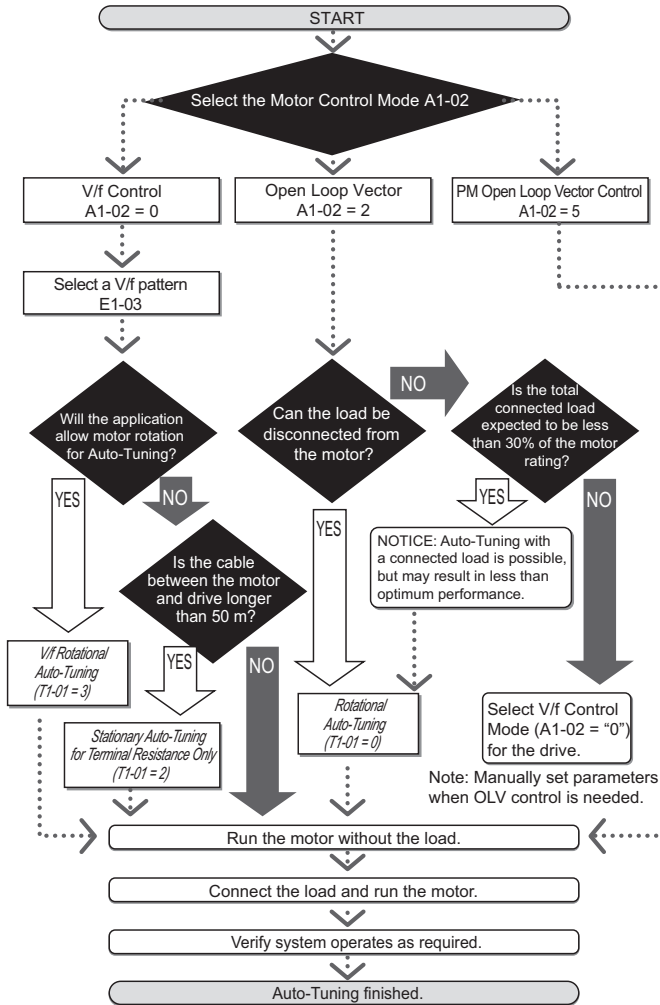 START
Select the Motor Control Mode A1-02
V/f Control
A1-02 = 0
Open Loop Vector
A1-02 = 2
PM Open Loop Vector Control
A1-02 = 5
Select a V/f pattern
E1-03
Will the application
allow motor rotation
for Auto-Tuning?
Can the load be
disconnected from
the motor?
NO
Is the total
connected load
expected to be less
than 30% of the motor
rating?
YES
NO
Is the cable
between the motor
and drive longer
than 50 m?
YES
YES
NO
NOTICE: Auto-Tuning with
a connected load is possible,
but may result in less than
optimum performance.
V/f Rotational
Auto-Tuning
(T1-01 = 3)
YES
NO
Stationary Auto-Tuning
for Terminal Resistance Only
(T1-01 = 2)
Rotational
Auto-Tuning
(T1-01 = 0)
Select V/f Control
Mode (A1-02 = “0”)
for the drive.
Note: Manually set parameters
when OLV control is needed.
Run the motor without the load.
Connect the load and run the motor.
Verify system operates as required.
Auto-Tuning finished.